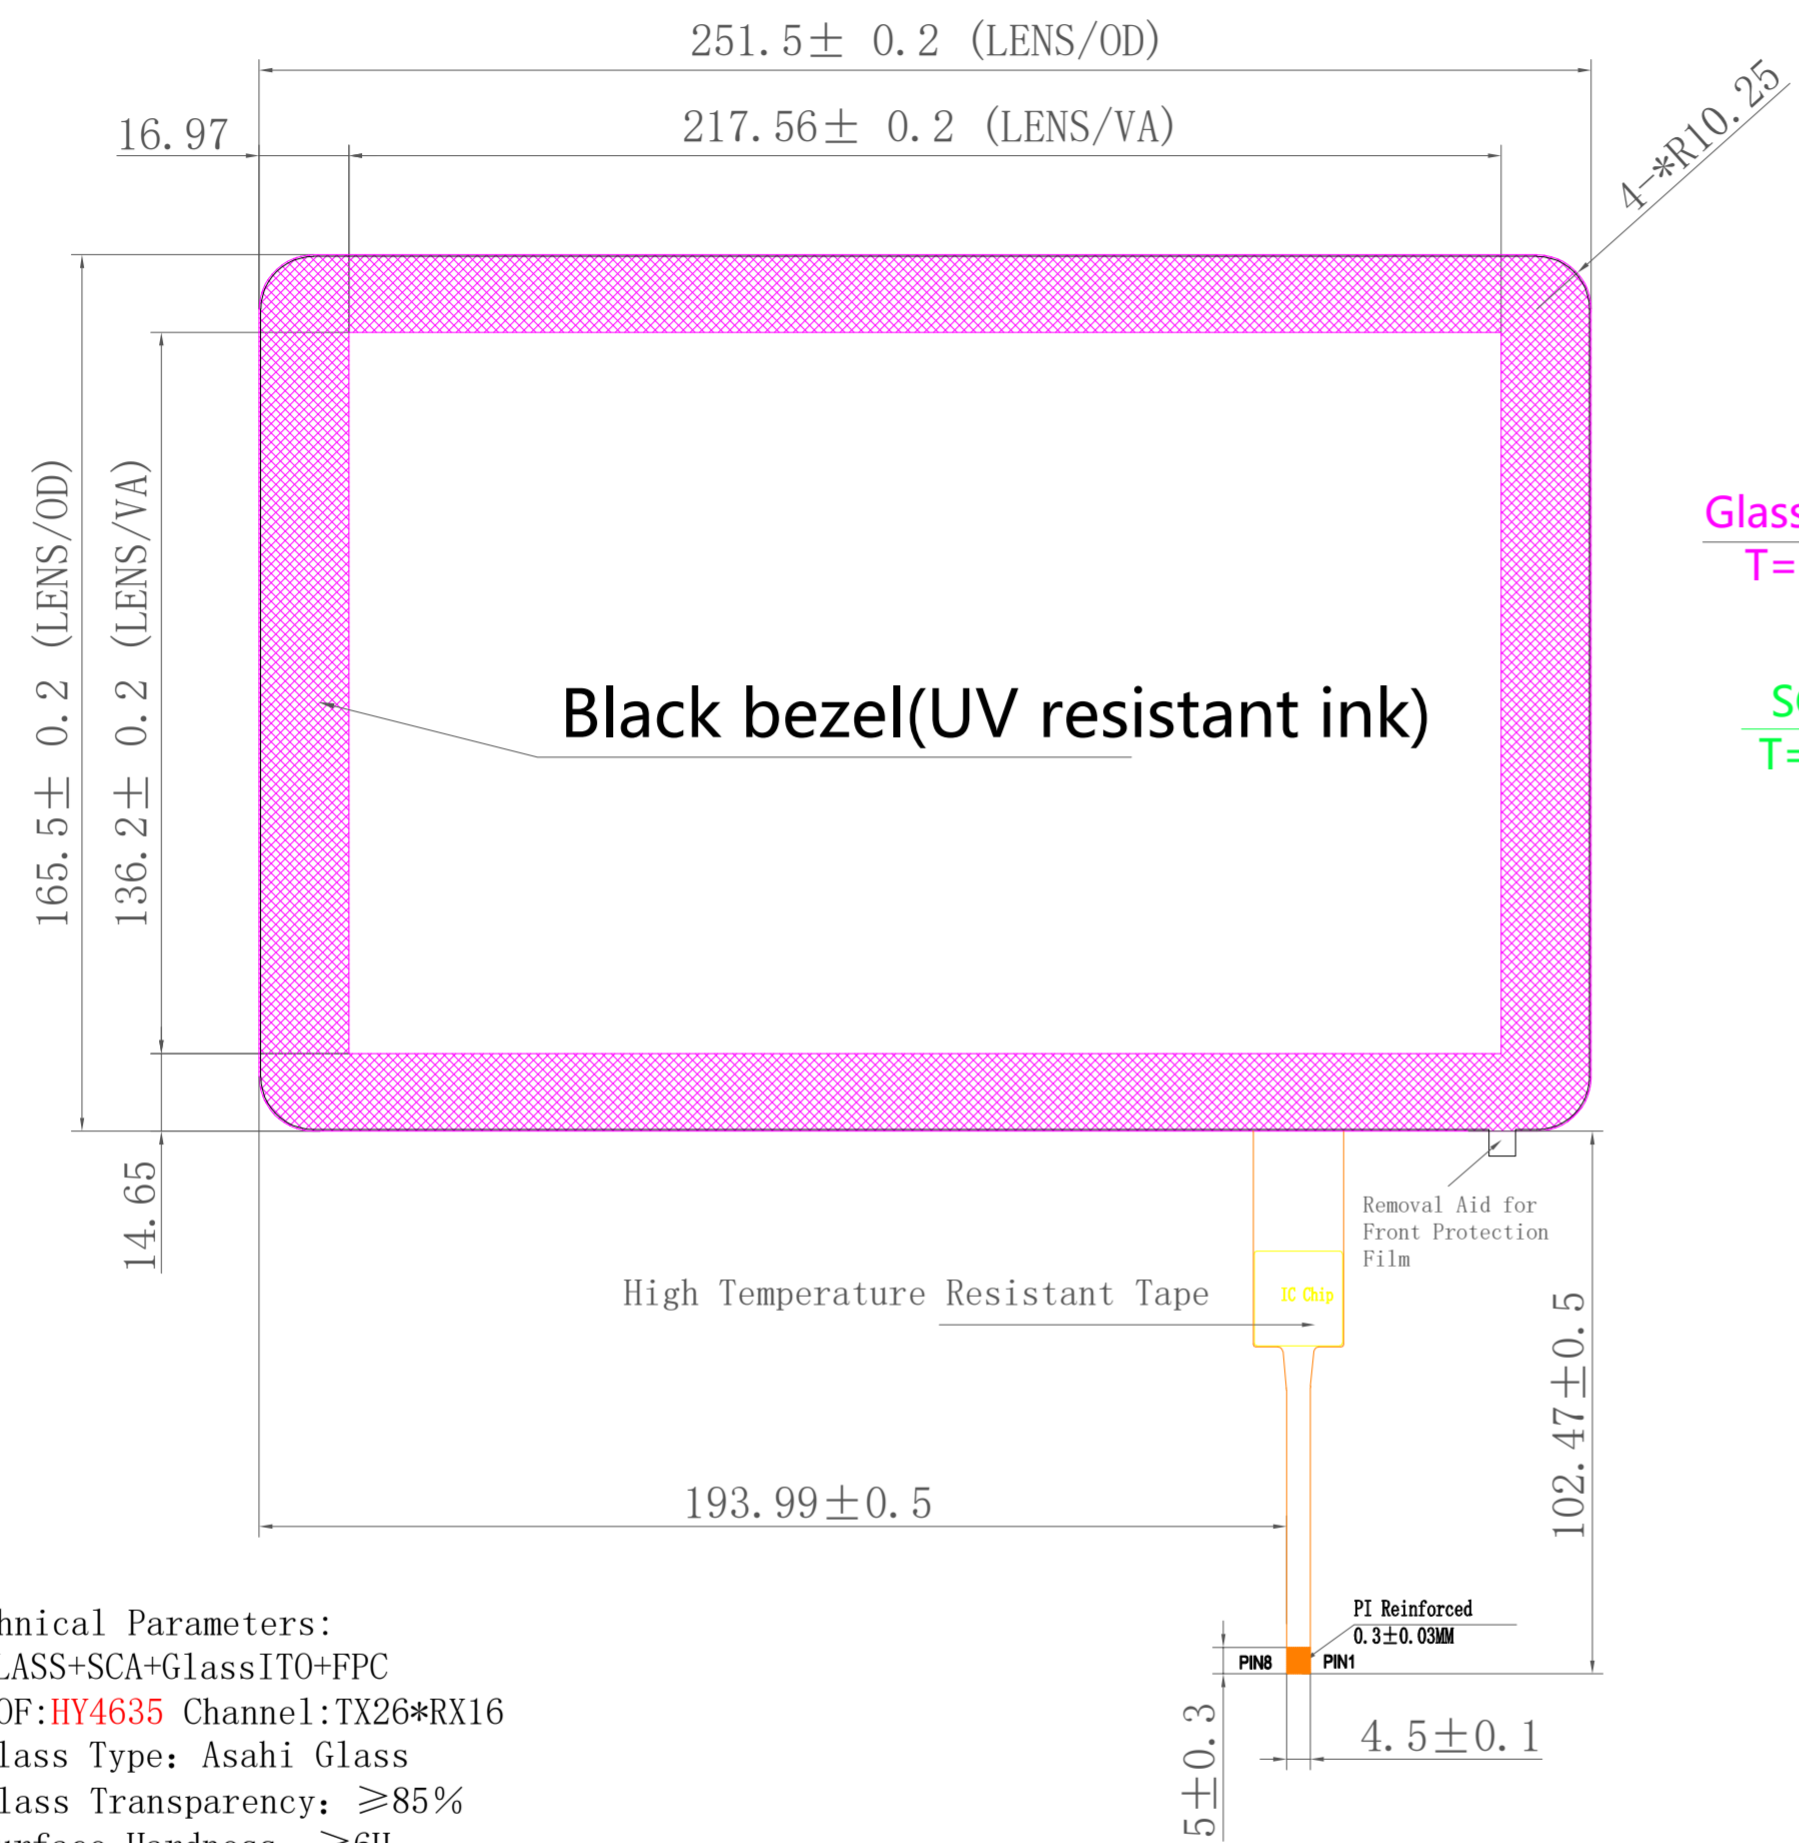 251.5± 0.2 (LENS/OD)
217.56± 0.2 (LENS/VA)
16.97
4-*R10.25
165.5± 0.2 (LENS/OD)
136.2± 0.2 (LENS/VA)
Glass
T=
T=
Black bezel(UV resistant ink)
14.65
Removal Aid for
Front Protection
Film
High Temperature Resistant Tape
IC Chip
102.47±0.5
193.99±0.5
PI Reinforced
0.3±0.03MM
PIN8
PIN1
5±0.3
4.5±0.1
hnical Parameters:
LASS+SCA+GlassITO+FPC
OF:HY4635 Channel:TX26*RX16
lass Type: Asahi Glass
lass Transparency: ≥85%